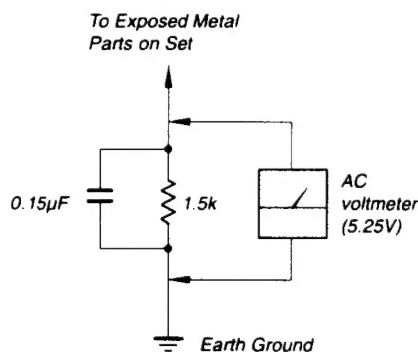 To Exposed Metal
Parts on Set
0.15µF
1.5k
AC
voltmeter
(5.25V)
Earth Ground